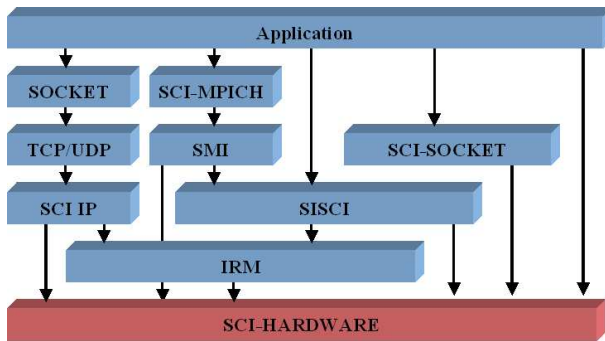 Application
SOCKET
SCI-MPICH
TCP/UDP
SMI
SCI-SOCKET
SCI IP
SISCI
IRM
SCI-HARDWARE